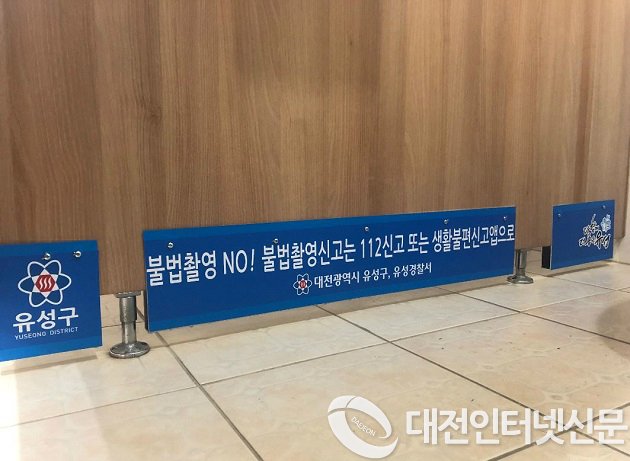 불법촬영 NO! 불법촬영신고는 112신고 또는 생활불편신고앱으로
대전광역시 유성구, 유성경찰서
유성구
YUSEONG DISTRICT
DAEJEON
대전인터넷신문